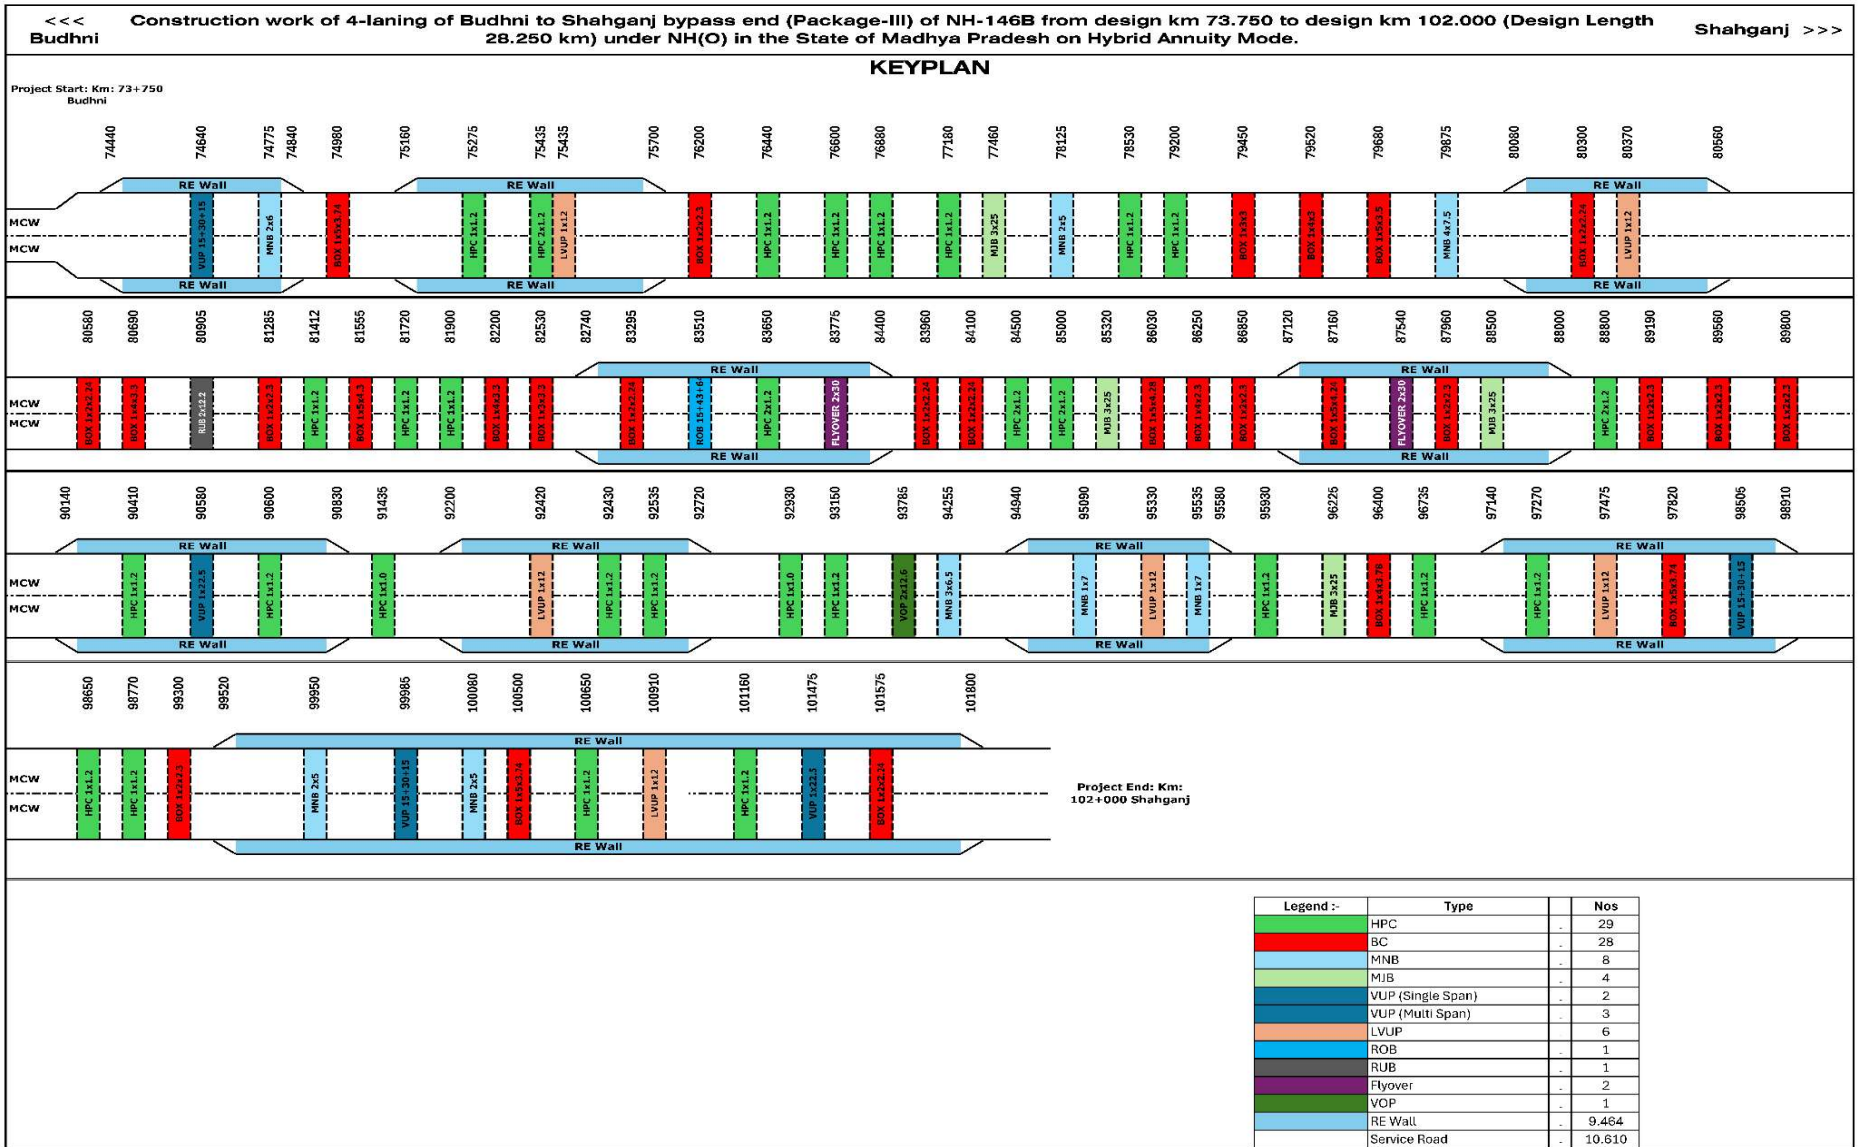 <<<
Budhni
Construction work of 4-laning of Budhni to Shahganj bypass end (Package-III) of NH-146B from design km 73.750 to design km 102.000 (Design Length
28.250 km) under NH(O) in the State of Madhya Pradesh on Hybrid Annuity Mode.
Shahganj >>>
KEYPLAN
Project Start: Km: 73+750
Budhni
74440 74640 74775 74840 74980 75160 75275 75435 75435 75700 76200 76440 76600 76880 77180 77460 78125 78530 79200 79450 79520 79680 79875 80080 80300 80370 80560
RE Wall RE Wall RE Wall
MCW
MCW
VUP 15+30+15 MNB 2x6 BOX 1x5x3.74 HPC 1x1.2 HPC 2x1.2 LVUP 1x12 BOX 1x2x2.3 HPC 1x1.2 HPC 1x1.2 HPC 1x1.2 HPC 1x1.2 MJB 3x25 MNB 2x5 HPC 1x1.2 HPC 1x1.2 BOX 1x3x3 BOX 1x4x3 BOX 1x5x3.5 MNB 4x7.5 BOX 1x2x2.24 LVUP 1x12
RE Wall RE Wall RE Wall
80580 80690 80905 81285 81412 81555 81720 81900 82200 82530 82740 83295 83510 83650 83776 84400 83960 84100 84500 85000 85320 86030 86250 86850 87120 87160 87540 87960 88500 88000 88800 89190 89560 89800
RE Wall RE Wall
MCW
MCW
BOX 1x2x2.24 BOX 1x4x3.3 RUB 2x12.2 BOX 1x2x2.3 HPC 1x1.2 BOX 1x5x4.3 HPC 1x1.2 HPC 1x1.2 BOX 1x4x3.3 BOX 1x3x3.3 BOX 1x2x2.24 ROB 15+43+64 HPC 2x1.2 FLYOVER 2x30 BOX 1x2x2.24 BOX 1x2x2.24 HPC 2x1.2 HPC 1x1.2 MJB 3x25 BOX 1x5x4.28 BOX 1x4x2.3 BOX 1x2x2.3 BOX 1x5x4.24 FLYOVER 2x30 BOX 1x2x2.3 MJB 3x25 HPC 2x1.2 BOX 1x2x2.3 BOX 1x2x2.3 BOX 1x2x2.3
RE Wall RE Wall
90140 90410 90580 90600 90830 91435 92200 92420 92430 92535 92720 92930 93150 93785 94255 94940 95090 95330 95535 95580 95930 96225 96400 96735 97140 97270 97475 97820 98505 98910
RE Wall RE Wall RE Wall RE Wall
MCW
MCW
HPC 1x1.2 VUP 1x22.5 HPC 1x1.2 HPC 1x1.0 LVUP 1x12 HPC 1x1.2 HPC 1x1.2 HPC 1x1.0 HPC 1x1.2 VOP 2x12.6 MNB 3x6.5 MNB 1x7 LVUP 1x12 MNB 1x7 HPC 1x1.2 MJB 3x25 BOX 1x4x3.78 HPC 1x1.2 HPC 1x1.2 LVUP 1x12 BOX 1x5x3.74 VUP 15+30+15
RE Wall RE Wall RE Wall RE Wall
98650 98770 99300 99520 99950 99985 100080 100500 100650 100910 101160 101475 101575 101800
RE Wall
MCW
MCW
HPC 1x1.2 HPC 1x1.2 BOX 1x2x2.3 MNB 2x5 VUP 15+30+15 MNB 2x5 BOX 1x5x3.74 HPC 1x1.2 LVUP 1x12 HPC 1x1.2 VUP 1x22.5 BOX 1x2x2.24
Project End: Km:
102+000 Shahganj
RE Wall
Legend :- Type Nos
HPC . 29
BC . 28
MNB . 8
MJB . 4
VUP (Single Span) . 2
VUP (Multi Span) . 3
LVUP . 6
ROB . 1
RUB . 1
Flyover . 2
VOP . 1
RE Wall . 9.464
Service Road . 10.610